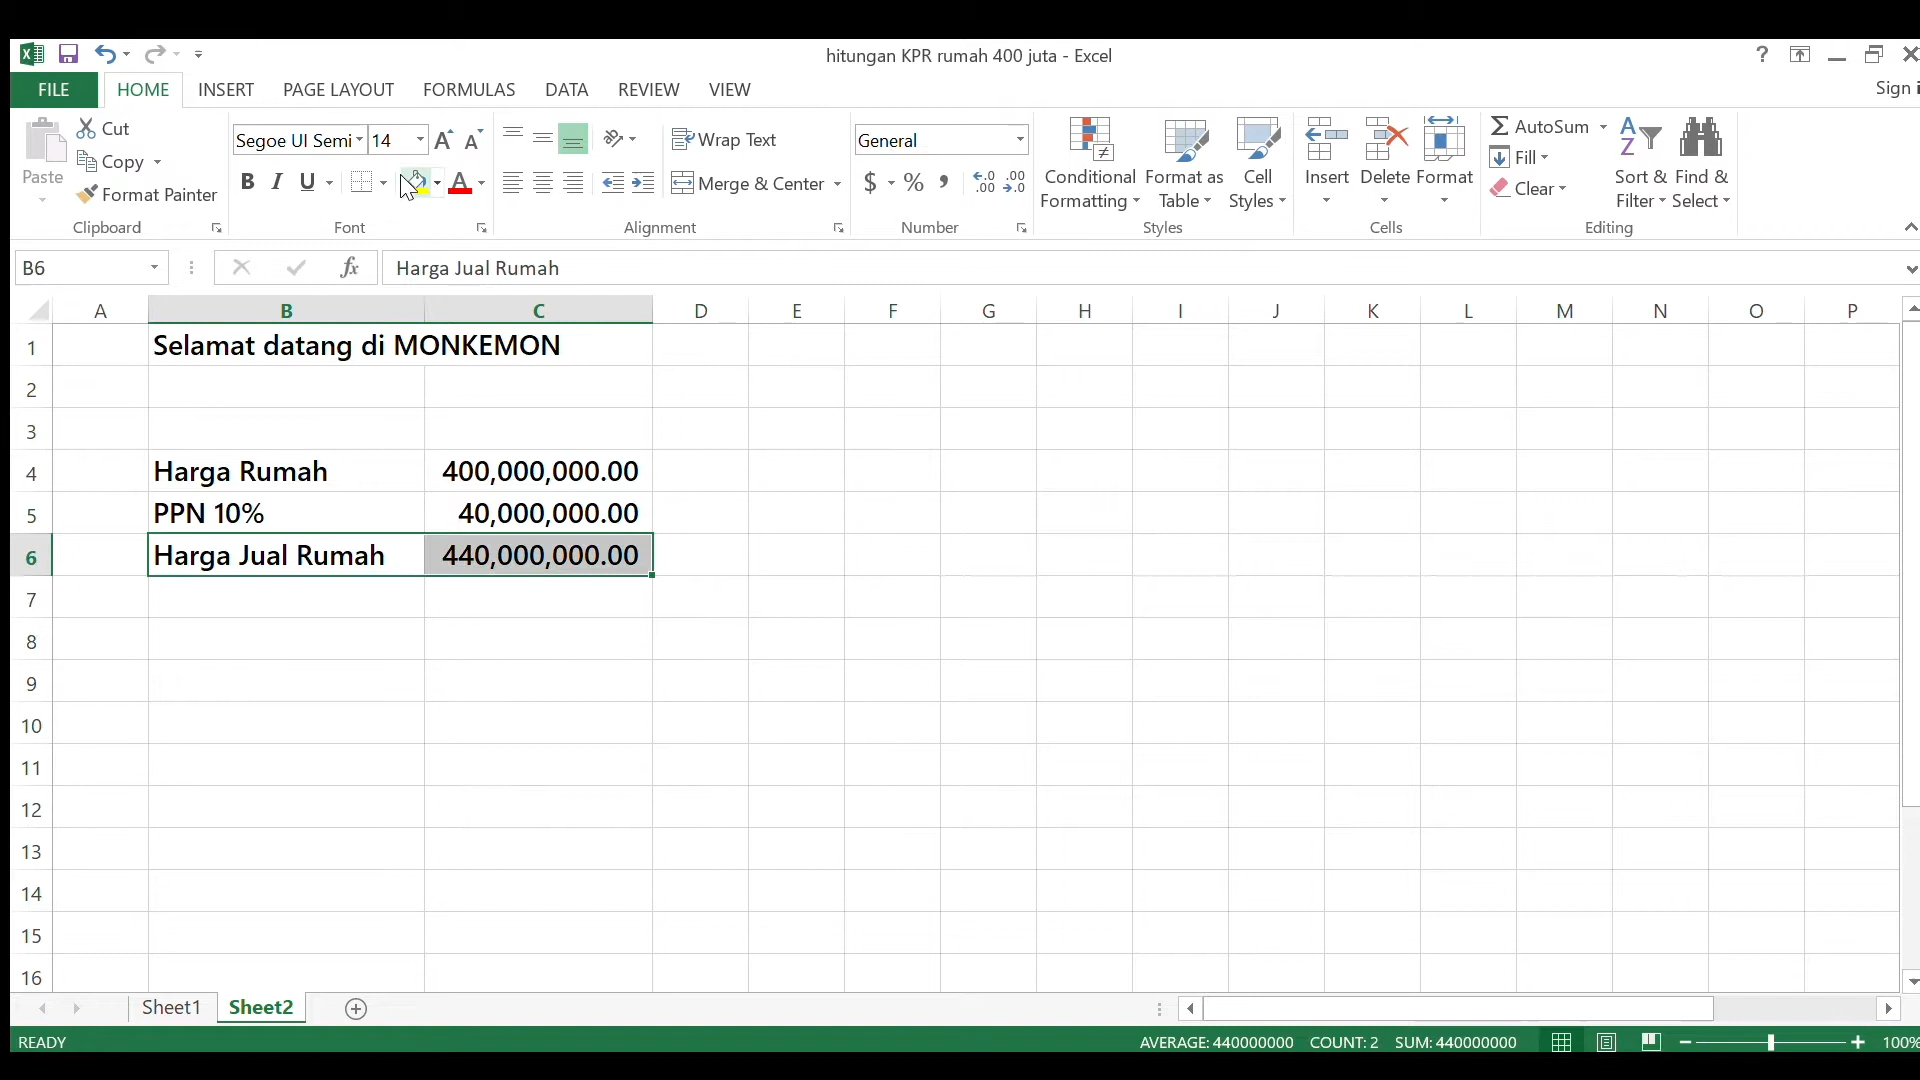 hitungan KPR rumah 400 juta - Excel
?
FILE HOME INSERT PAGE LAYOUT FORMULAS DATA REVIEW VIEW
Sign i
Paste
Cut
Copy
Format Painter
Clipboard
Segoe UI Semi 14
B I U
Font
Wrap Text
Merge & Center
Alignment
General
$ % ,
Number
Conditional Formatting
Format as Table
Cell Styles
Styles
Insert Delete Format
Cells
AutoSum
Fill
Clear
Sort & Filter
Find & Select
Editing
B6 fx Harga Jual Rumah
A B C D E F G H I J K L M N O P
1 Selamat datang di MONKEMON
2
3
4 Harga Rumah 400,000,000.00
5 PPN 10% 40,000,000.00
6 Harga Jual Rumah 440,000,000.00
7
8
9
10
11
12
13
14
15
16
Sheet1 Sheet2
READY AVERAGE: 440000000 COUNT: 2 SUM: 440000000 100%